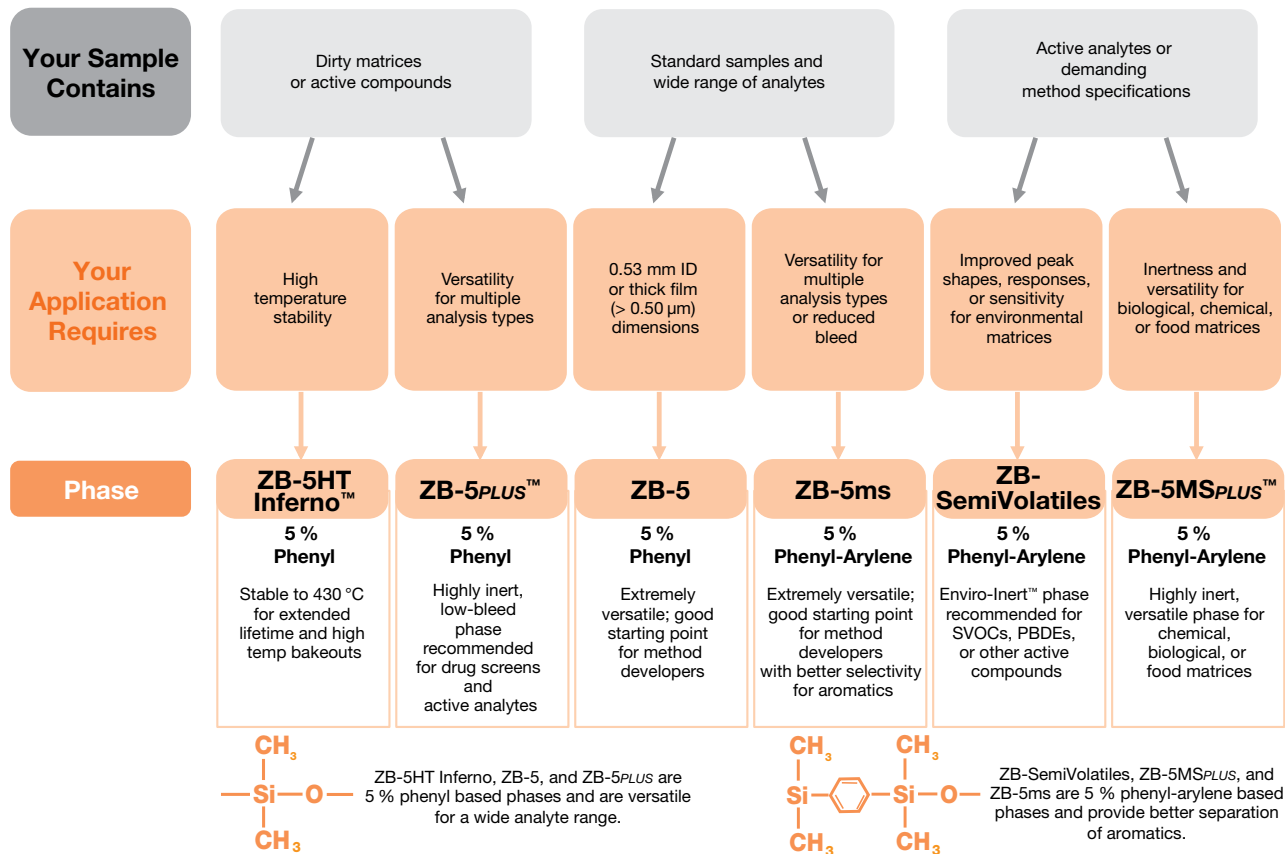 Your Sample
Contains
Dirty matrices
or active compounds
Standard samples and
wide range of analytes
Active analytes or
demanding
method specifications
Your
Application
Requires
High
temperature
stability
Versatility
for multiple
analysis types
0.53 mm ID
or thick film
(> 0.50 µm)
dimensions
Versatility for
multiple
analysis types
or reduced
bleed
Improved peak
shapes, responses,
or sensitivity
for environmental
matrices
Inertness and
versatility for
biological, chemical,
or food matrices
Phase
ZB-5HT
Inferno™
5 %
Phenyl
Stable to 430 °C
for extended
lifetime and high
temp bakeouts
ZB-5PLUS™
5 %
Phenyl
Highly inert,
low-bleed
phase
recommended
for drug screens
and
active analytes
ZB-5
5 %
Phenyl
Extremely
versatile; good
starting point
for method
developers
ZB-5ms
5 %
Phenyl-Arylene
Extremely versatile;
good starting point
for method
developers
with better selectivity
for aromatics
ZB-
SemiVolatiles
5 %
Phenyl-Arylene
Enviro-Inert™ phase
recommended for
SVOCs, PBDEs,
or other active
compounds
ZB-5MSPLUS™
5 %
Phenyl-Arylene
Highly inert,
versatile phase for
chemical,
biological, or
food matrices
CH3
Si O
CH3
ZB-5HT Inferno, ZB-5, and ZB-5PLUS are
5 % phenyl based phases and are versatile
for a wide analyte range.
CH3 CH3
Si Si O
CH3 CH3
ZB-SemiVolatiles, ZB-5MSPLUS, and
ZB-5ms are 5 % phenyl-arylene based
phases and provide better separation
of aromatics.